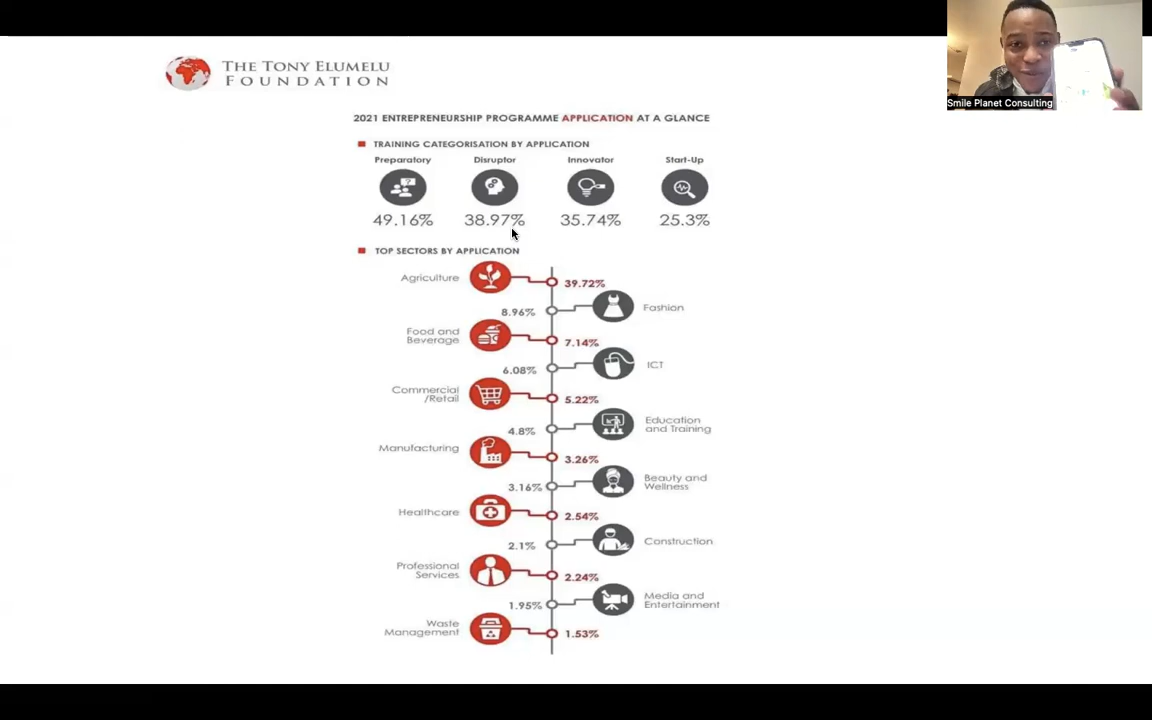 Smile Planet Consulting
THE TONY ELUMELU
FOUNDATION
2021 ENTREPRENEURSHIP PROGRAMME APPLICATION AT A GLANCE
TRAINING CATEGORISATION BY APPLICATION
Preparatory Disruptor Innovator Start-Up
49.16% 38.97% 35.74% 25.3%
TOP SECTORS BY APPLICATION
Agriculture 39.72%
8.96% Fashion
Food and
Beverage 7.14%
6.08% ICT
Commercial
/Retail 5.22%
4.8% Education
and Training
Manufacturing 3.26%
3.16% Beauty and
Wellness
Healthcare 2.54%
2.1% Construction
Professional
Services 2.24%
1.95% Media and
Entertainment
Waste
Management 1.53%